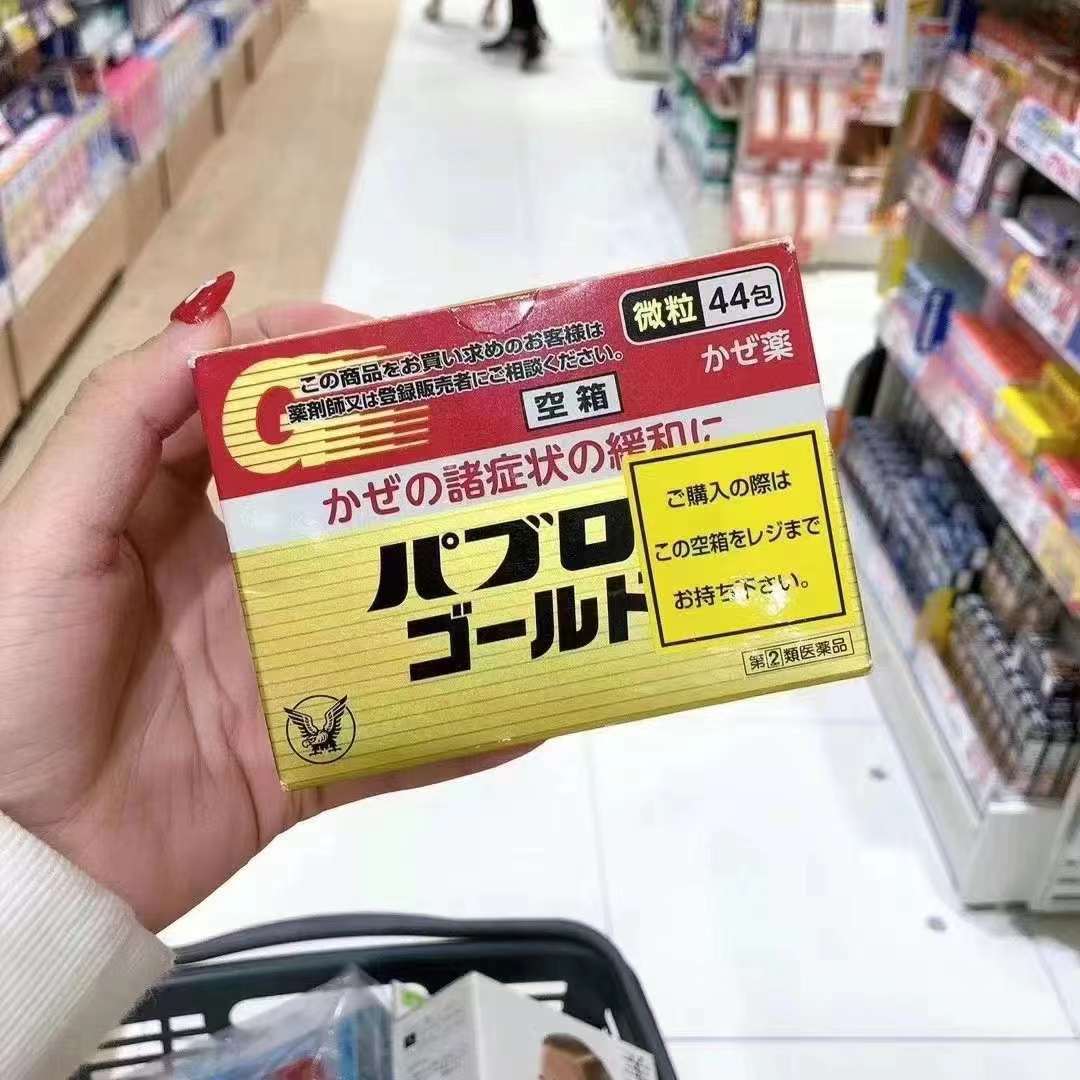 微粒 44包
かぜ薬
この商品をお買い求めのお客様は
薬剤師又は登録販売者にご相談ください。
空箱
かぜの諸症状の緩和に
パブロ
ゴールド
ご購入の際は
この空箱をレジまで
お持ち下さい。
第②類医薬品